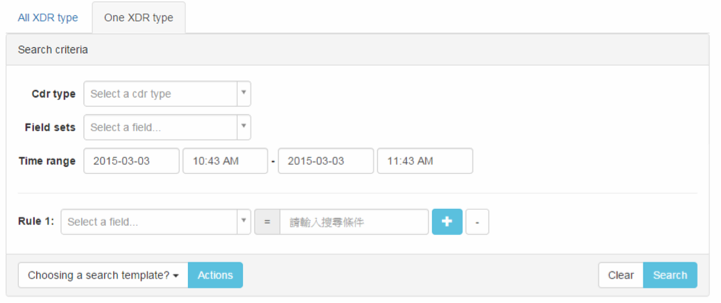 All XDR type One XDR type
Search criteria
Cdr type Select a cdr type
Field sets Select a field...
Time range 2015-03-03 10:43 AM - 2015-03-03 11:43 AM
Rule 1: Select a field... = 請輸入搜尋條件 + -
Choosing a search template? Actions Clear Search